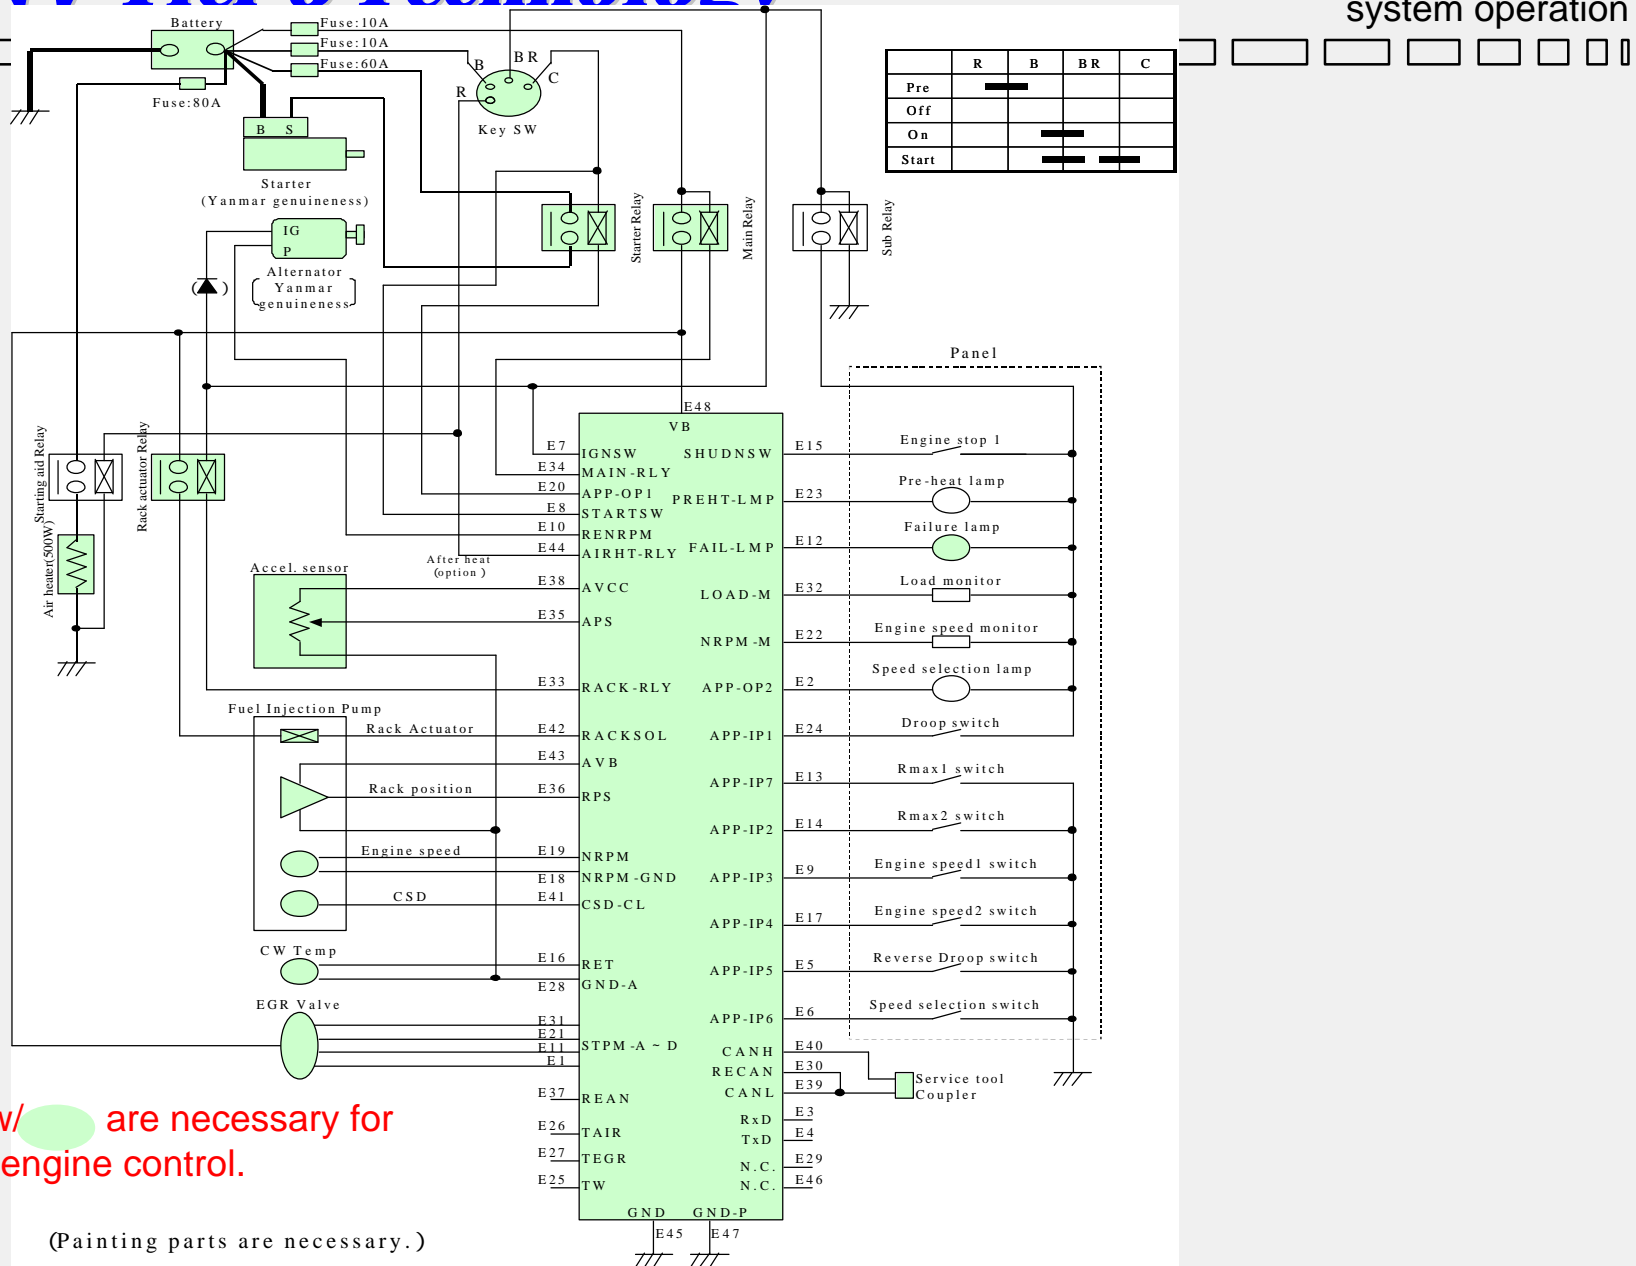 system operation
Battery
Fuse:10A
Fuse:10A
Fuse:60A
Fuse:80A
B BR
R C
Key SW
R B BR C
Pre
Off
On
Start
B S
Starter
(Yanmar genuineness)
IG
P
Alternator
Yanmar
genuineness
( )
Starter Relay
Main Relay
Sub Relay
Panel
Starting aid Relay
Rack actuator Relay
Air heater(500W)
E48
VB
E7 IGNSW
E34 MAIN-RLY
E20 APP-OP1
E8 STARTSW
E10 RENRPM
E44 AIRHT-RLY
After heat
(option)
Accel. sensor
E38 AVCC
E35 APS
E33 RACK-RLY
Fuel Injection Pump
Rack Actuator E42 RACKSOL
E43 AVB
Rack position E36 RPS
Engine speed E19 NRPM
E18 NRPM-GND
CSD E41 CSD-CL
CW Temp
E16 RET
E28 GND-A
EGR Valve
E31
E21
E11
E1
STPM-A ~ D
E37 REAN
E26 TAIR
E27 TEGR
E25 TW
SHUDNSW E15 Engine stop 1
PREHT-LMP E23 Pre-heat lamp
FAIL-LMP E12 Failure lamp
LOAD-M E32 Load monitor
NRPM-M E22 Engine speed monitor
APP-OP2 E2 Speed selection lamp
APP-IP1 E24 Droop switch
APP-IP7 E13 Rmax1 switch
APP-IP2 E14 Rmax2 switch
APP-IP3 E9 Engine speed1 switch
APP-IP4 E17 Engine speed2 switch
APP-IP5 E5 Reverse Droop switch
APP-IP6 E6 Speed selection switch
CANH E40
RECAN E30
CANL E39
Service tool
Coupler
RxD E3
TxD E4
N.C. E29
N.C. E46
GND GND-P
E45 E47
w/ are necessary for
engine control.
(Painting parts are necessary.)